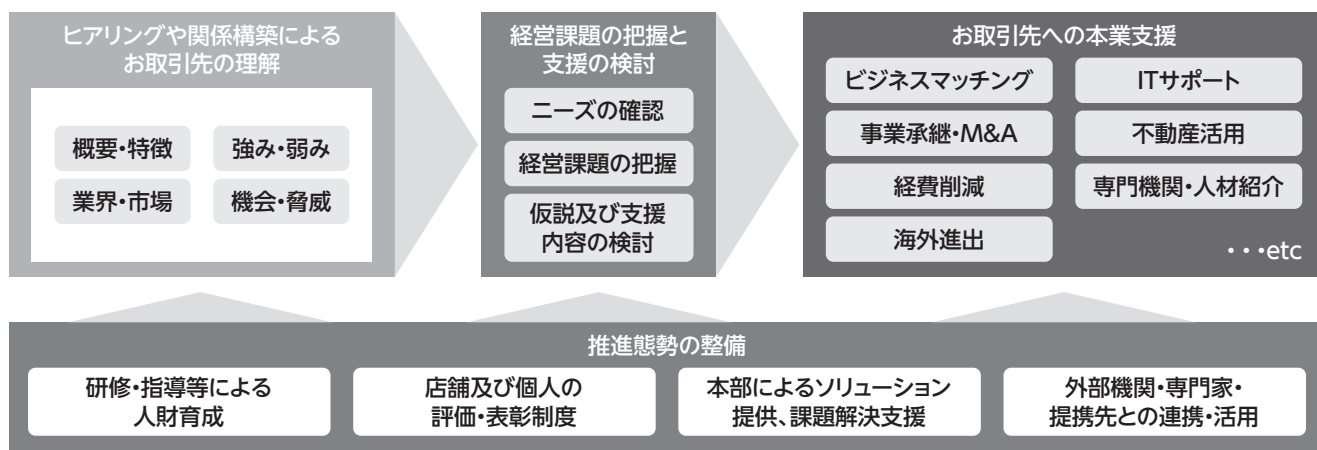 ヒアリングや関係構築による
お取引先の理解
概要・特徴
強み・弱み
業界・市場
機会・脅威
経営課題の把握と
支援の検討
ニーズの確認
経営課題の把握
仮説及び支援
内容の検討
お取引先への本業支援
ビジネスマッチング
ITサポート
事業承継・M&A
不動産活用
経費削減
専門機関・人材紹介
海外進出
・・・etc
推進態勢の整備
研修・指導等による
人財育成
店舗及び個人の
評価・表彰制度
本部によるソリューション
提供、課題解決支援
外部機関・専門家・
提携先との連携・活用